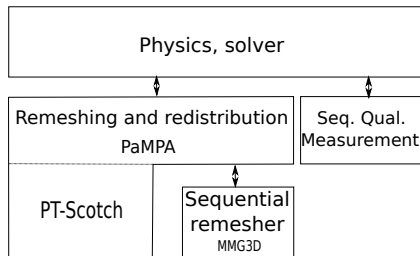 Physics, solver
Remeshing and redistribution
PaMPA
Seq. Qual.
Measurement
PT-Scotch
Sequential
remesher
MMG3D